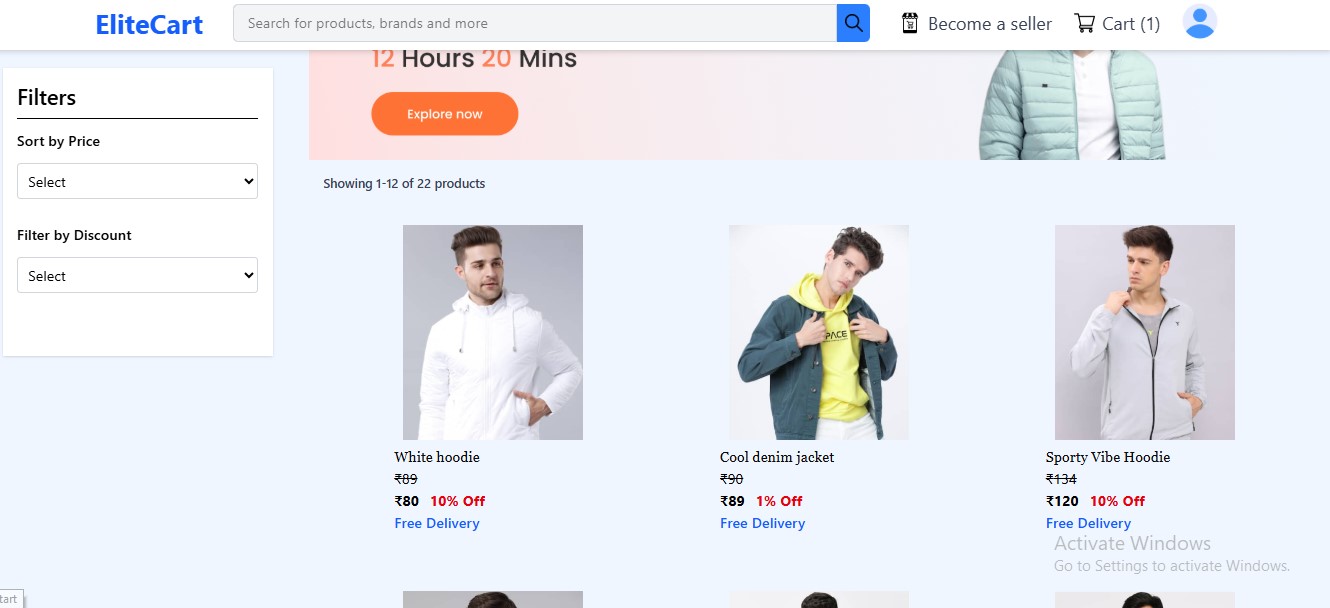 EliteCart
Search for products, brands and more
Become a seller
Cart (1)
12 Hours 20 Mins
Explore now
Filters
Sort by Price
Select
Filter by Discount
Select
Showing 1-12 of 22 products
PACE
White hoodie
₹89
₹80 10% Off
Free Delivery
Cool denim jacket
₹90
₹89 1% Off
Free Delivery
Sporty Vibe Hoodie
₹134
₹120 10% Off
Free Delivery
Activate Windows
Go to Settings to activate Windows.
tart